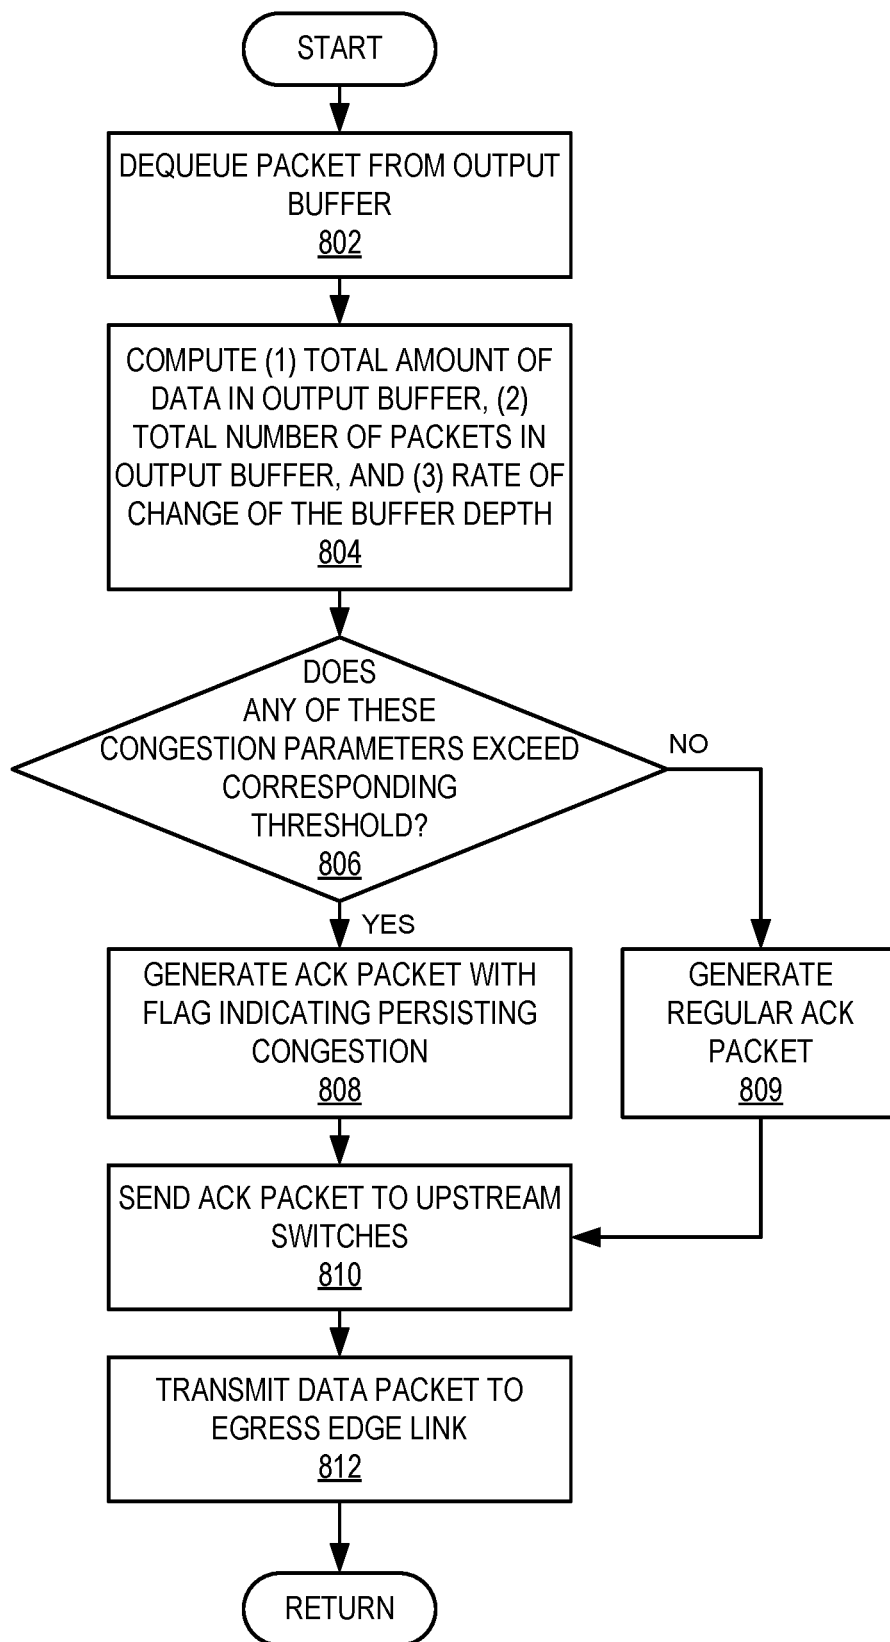 START
DEQUEUE PACKET FROM OUTPUT
BUFFER
802
COMPUTE (1) TOTAL AMOUNT OF
DATA IN OUTPUT BUFFER, (2)
TOTAL NUMBER OF PACKETS IN
OUTPUT BUFFER, AND (3) RATE OF
CHANGE OF THE BUFFER DEPTH
804
DOES
ANY OF THESE
CONGESTION PARAMETERS EXCEED
CORRESPONDING
THRESHOLD?
806
NO
YES
GENERATE ACK PACKET WITH
FLAG INDICATING PERSISTING
CONGESTION
808
GENERATE
REGULAR ACK
PACKET
809
SEND ACK PACKET TO UPSTREAM
SWITCHES
810
TRANSMIT DATA PACKET TO
EGRESS EDGE LINK
812
RETURN